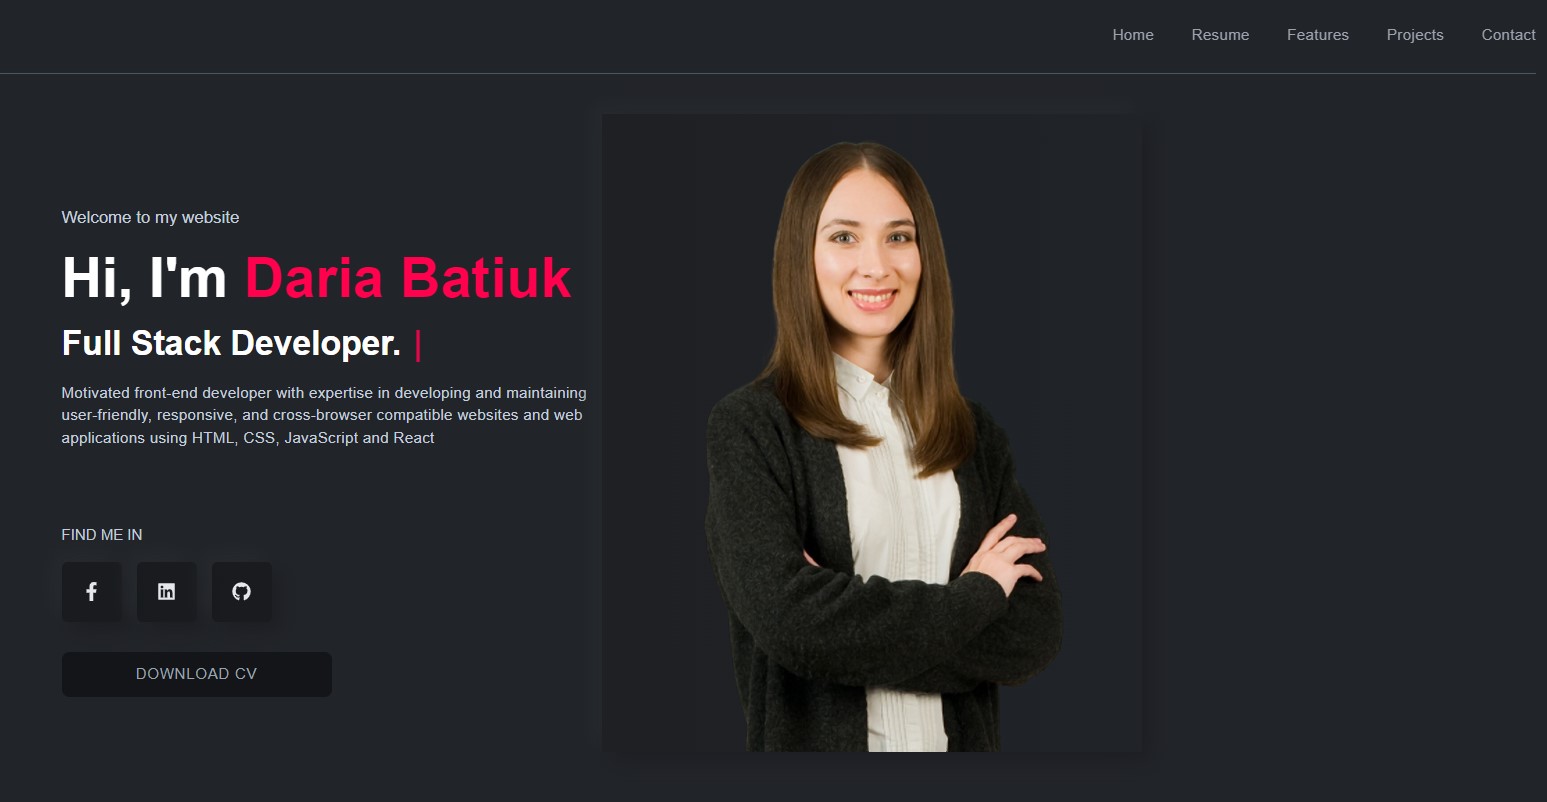 Home Resume Features Projects Contact
Welcome to my website
Hi, I'm Daria Batiuk
Full Stack Developer. |
Motivated front-end developer with expertise in developing and maintaining
user-friendly, responsive, and cross-browser compatible websites and web
applications using HTML, CSS, JavaScript and React
FIND ME IN
DOWNLOAD CV